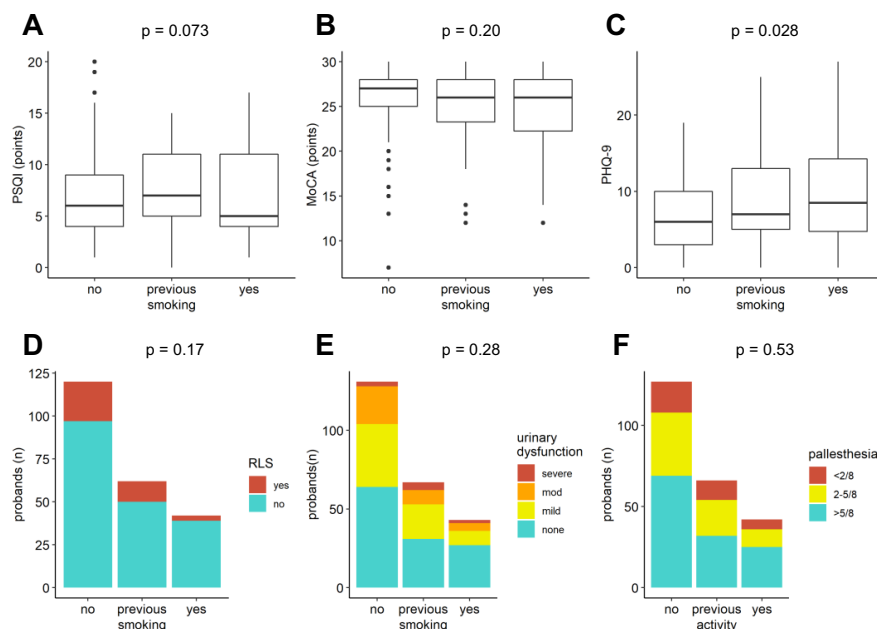 A
p = 0.073
PSQI (points)
20
15
10
5
0
no
previous
yes
smoking
B
p = 0.20
MoCA (points)
30
25
20
15
10
no
previous
yes
smoking
C
p = 0.028
PHQ-9
20
10
0
no
previous
yes
smoking
D
p = 0.17
probands (n)
125
100
75
50
25
0
no
previous
yes
smoking
RLS
yes
no
E
p = 0.28
probands(n)
100
50
0
no
previous
yes
smoking
urinary
dysfunction
severe
mod
mild
none
F
p = 0.53
probands (n)
100
50
0
no
previous
yes
activity
pallesthesia
<2/8
2-5/8
>5/8